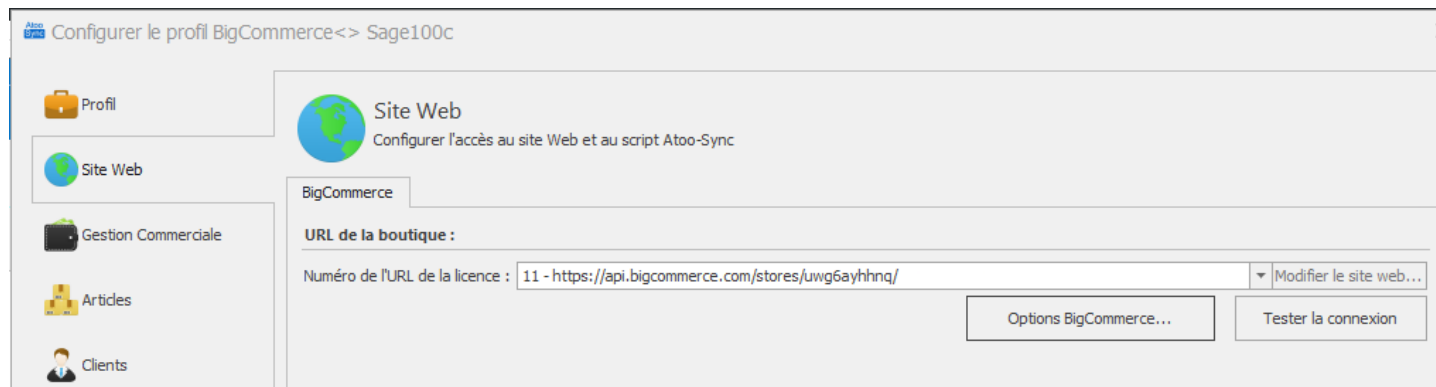 Atoo Sync Configurer le profil BigCommerce<> Sage100c
Profil
Site Web
Gestion Commerciale
Articles
Clients
Site Web
Configurer l'accès au site Web et au script Atoo-Sync
BigCommerce
URL de la boutique :
Numéro de l'URL de la licence : 11 - https://api.bigcommerce.com/stores/uwg6ayhhnq/ Modifier le site web...
Options BigCommerce... Tester la connexion